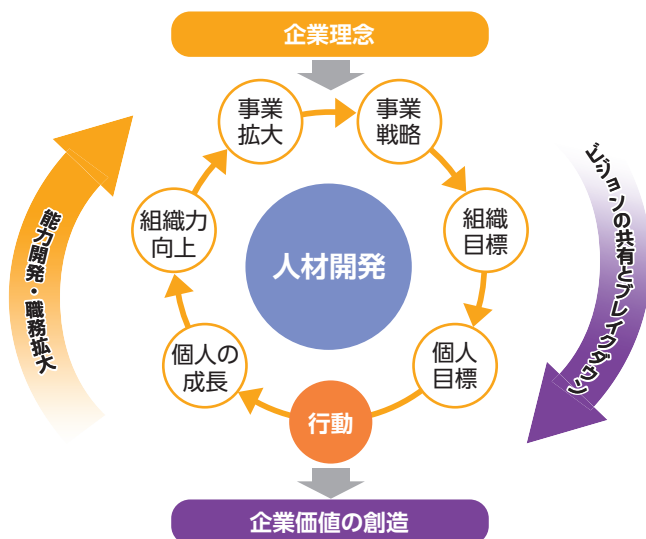 企業理念
事業
拡大
事業
戦略
組織力
向上
組織
目標
人材開発
個人の
成長
個人
目標
行動
能力開発・職務拡大
ビジョンの共有とブレイクダウン
企業価値の創造